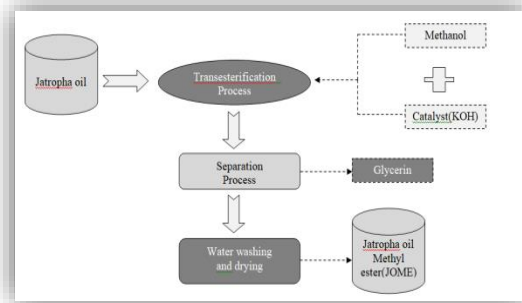 Methanol
Jatropha oil
Transesterification
Process
Catalyst(KOH)
Separation
Process
Glycerin
Water washing
and drying
Jatropha oil
Methyl
ester(JOME)